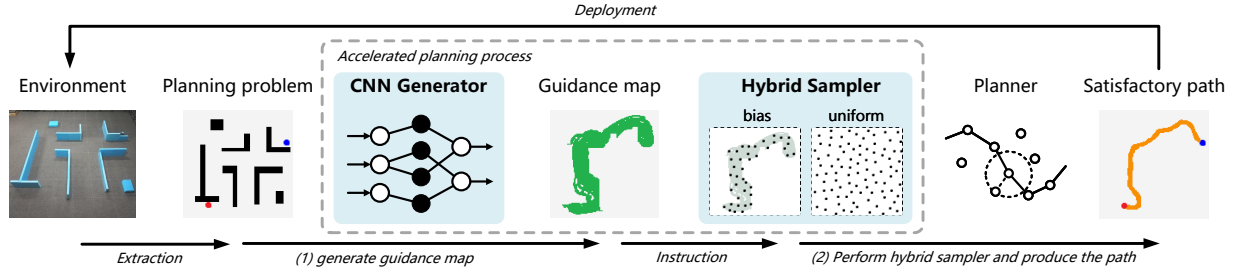 Deployment
Accelerated planning process
Environment
Planning problem
CNN Generator
Guidance map
Hybrid Sampler
Planner
Satisfactory path
bias
uniform
Extraction
(1) generate guidance map
Instruction
(2) Perform hybrid sampler and produce the path